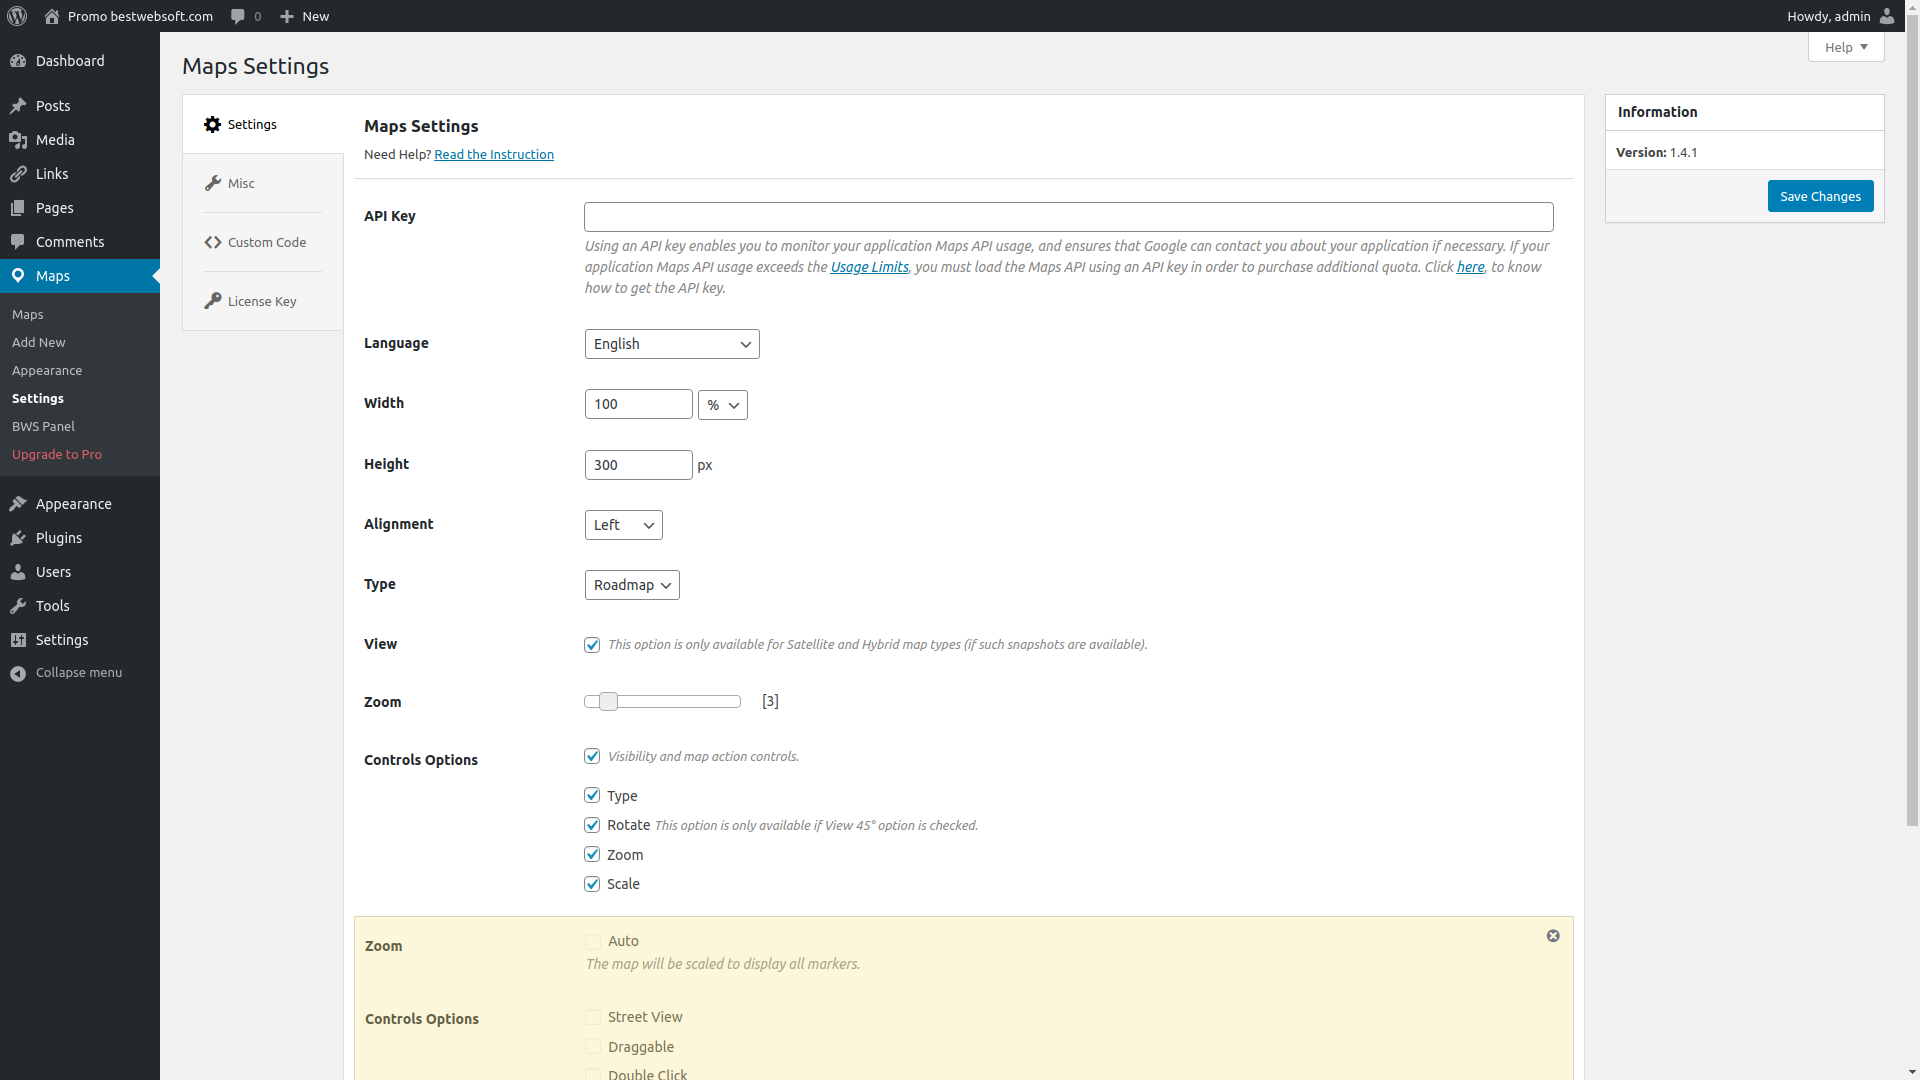 Promo bestwebsoft.com 0 New Howdy, admin
Help
Dashboard
Posts
Media
Links
Pages
Comments
Maps
Maps
Add New
Appearance
Settings
BWS Panel
Upgrade to Pro
Appearance
Plugins
Users
Tools
Settings
Collapse menu
Maps Settings
Settings
Misc
Custom Code
License Key
Maps Settings
Need Help? Read the Instruction
API Key
Using an API key enables you to monitor your application Maps API usage, and ensures that Google can contact you about your application if necessary. If your
application Maps API usage exceeds the Usage Limits, you must load the Maps API using an API key in order to purchase additional quota. Click here, to know
how to get the API key.
Language English
Width 100 %
Height 300 px
Alignment Left
Type Roadmap
View This option is only available for Satellite and Hybrid map types (if such snapshots are available).
Zoom [3]
Controls Options Visibility and map action controls.
Type
Rotate This option is only available if View 45° option is checked.
Zoom
Scale
Zoom Auto
The map will be scaled to display all markers.
Controls Options Street View
Draggable
Double Click
Information
Version: 1.4.1
Save Changes